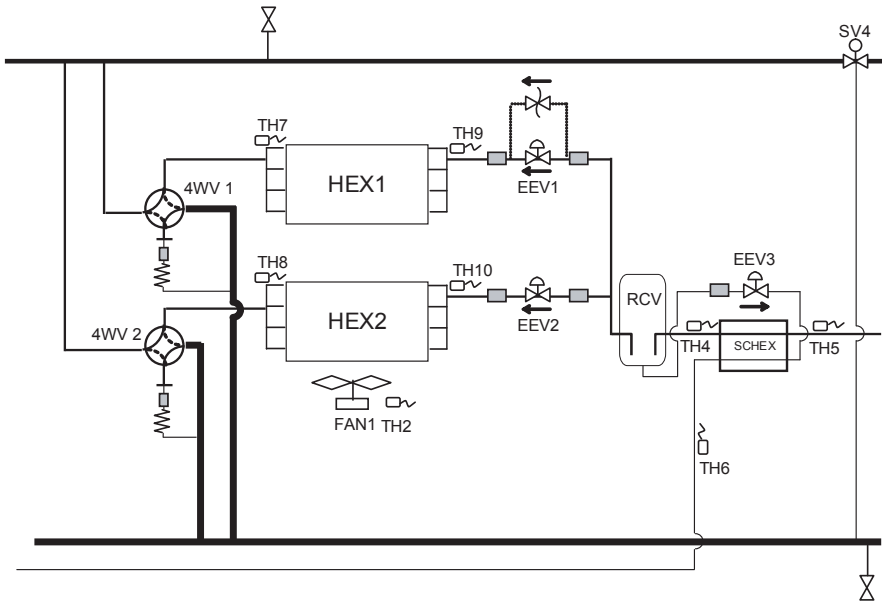 SV4
TH7
TH9
HEX1
4WV 1
EEV1
TH8
TH10
EEV3
HEX2
RCV
EEV2
4WV 2
TH4
SCHEX
TH5
FAN1
TH2
TH6